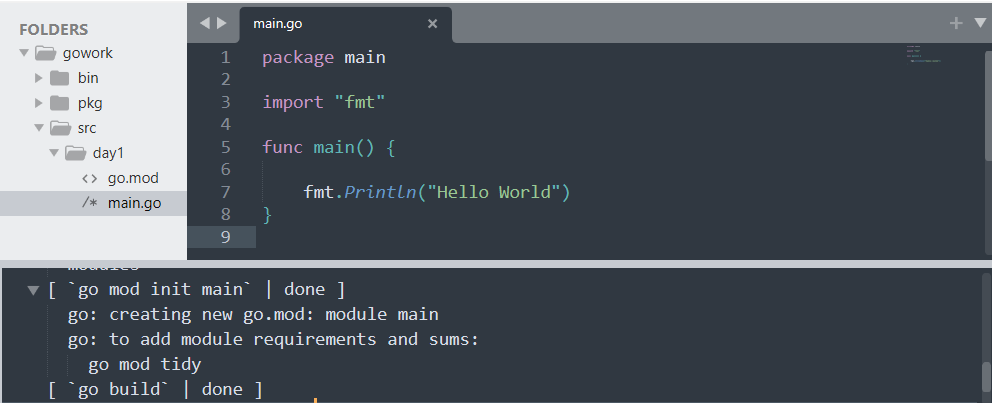 FOLDERS
gowork
bin
pkg
src
day1
<> go.mod
/* main.go
main.go
1 package main
2
3 import "fmt"
4
5 func main() {
6
7 fmt.Println("Hello World")
8 }
9
modules
[ `go mod init main` | done ]
go: creating new go.mod: module main
go: to add module requirements and sums:
go mod tidy
[ `go build` | done ]